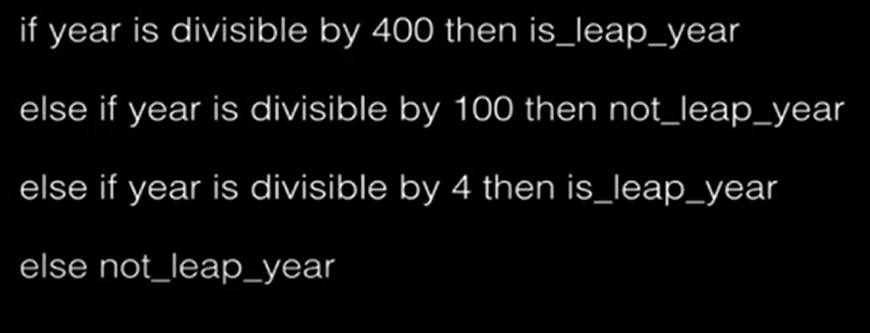 if year is divisible by 400 then is_leap_year
else if year is divisible by 100 then not_leap_year
else if year is divisible by 4 then is_leap_year
else not_leap_year